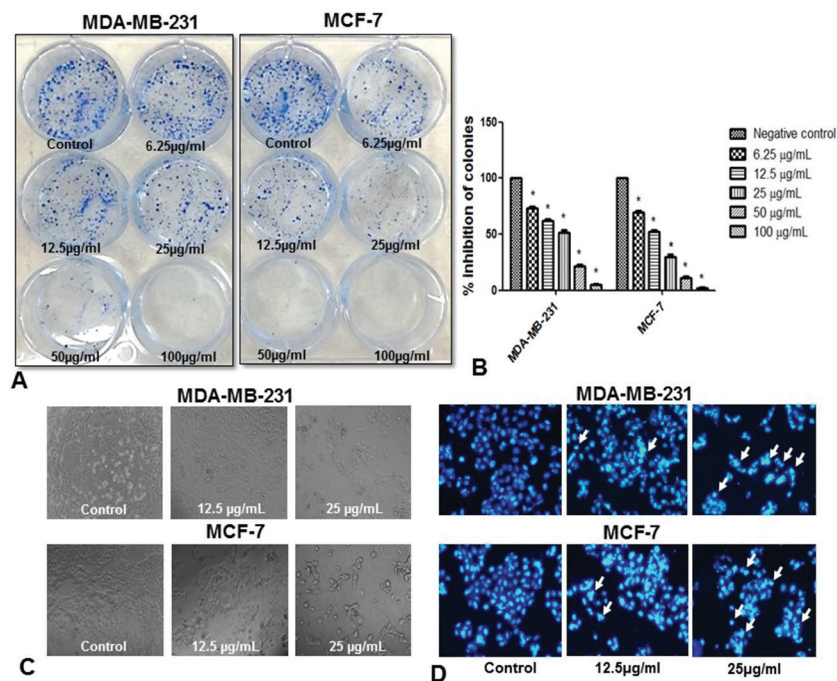 MDA-MB-231
MCF-7
Control
6.25µg/ml
Control
6.25µg/ml
12.5µg/ml
25µg/ml
12.5µg/ml
25µg/ml
50µg/ml
100µg/ml
50µg/ml
100µg/ml
A
% Inhibition of colonies
150
100
50
0
MDA-MB-231
MCF-7
Negative control
6.25 µg/mL
12.5 µg/mL
25 µg/mL
50 µg/mL
100 µg/mL
* * * * *
* * * * *
B
MDA-MB-231
Control
12.5 µg/mL
25 µg/mL
MCF-7
Control
12.5 µg/mL
25 µg/mL
C
MDA-MB-231
MCF-7
Control
12.5µg/ml
25µg/ml
D